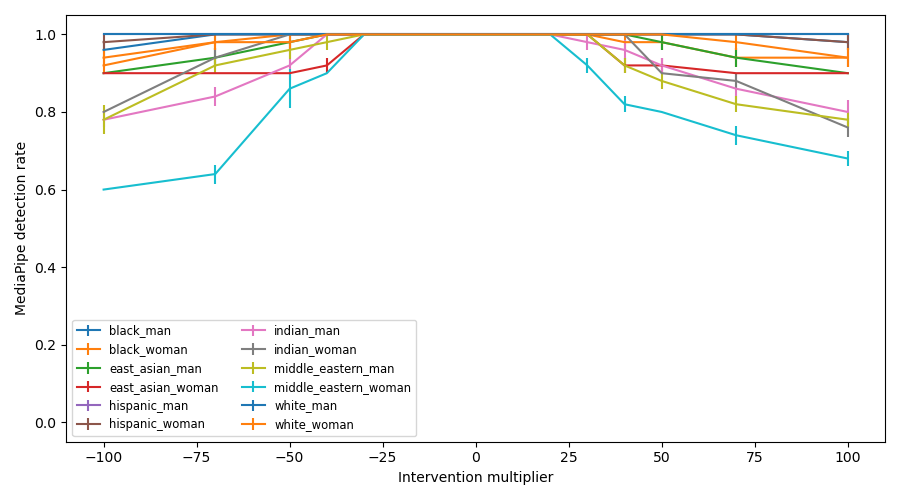 1.0
0.8
0.6
0.4
0.2
0.0
MediaPipe detection rate
black_man
black_woman
east_asian_man
east_asian_woman
hispanic_man
hispanic_woman
indian_man
indian_woman
middle_eastern_man
middle_eastern_woman
white_man
white_woman
−100 −75 −50 −25 0 25 50 75 100
Intervention multiplier